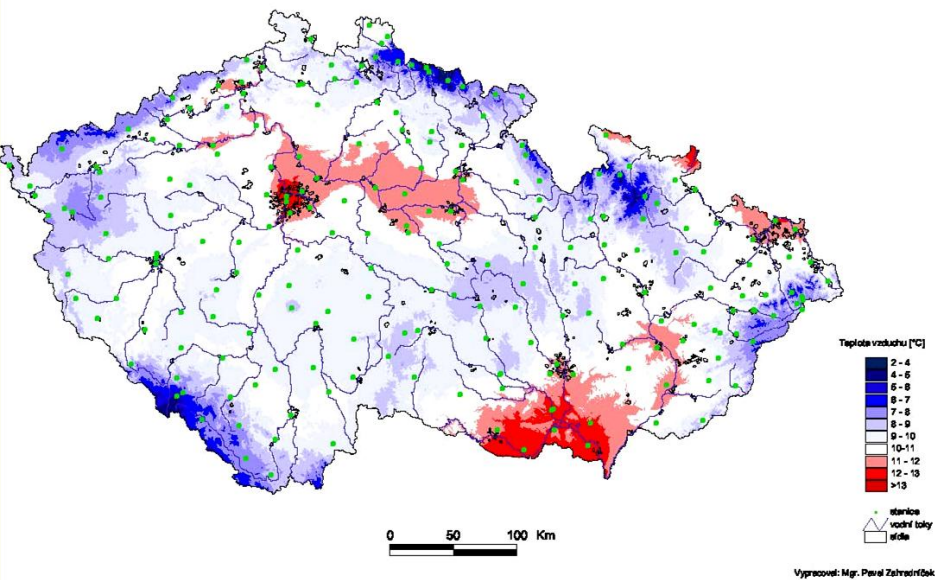 Teplota vzduchu [°C]
2 - 4
4 - 5
5 - 6
6 - 7
7 - 8
8 - 9
9 - 10
10-11
11 - 12
12 - 13
>13
stanice
vodní toky
sídla
0 50 100 Km
Vypracoval: Mgr. Pavel Zahradníček